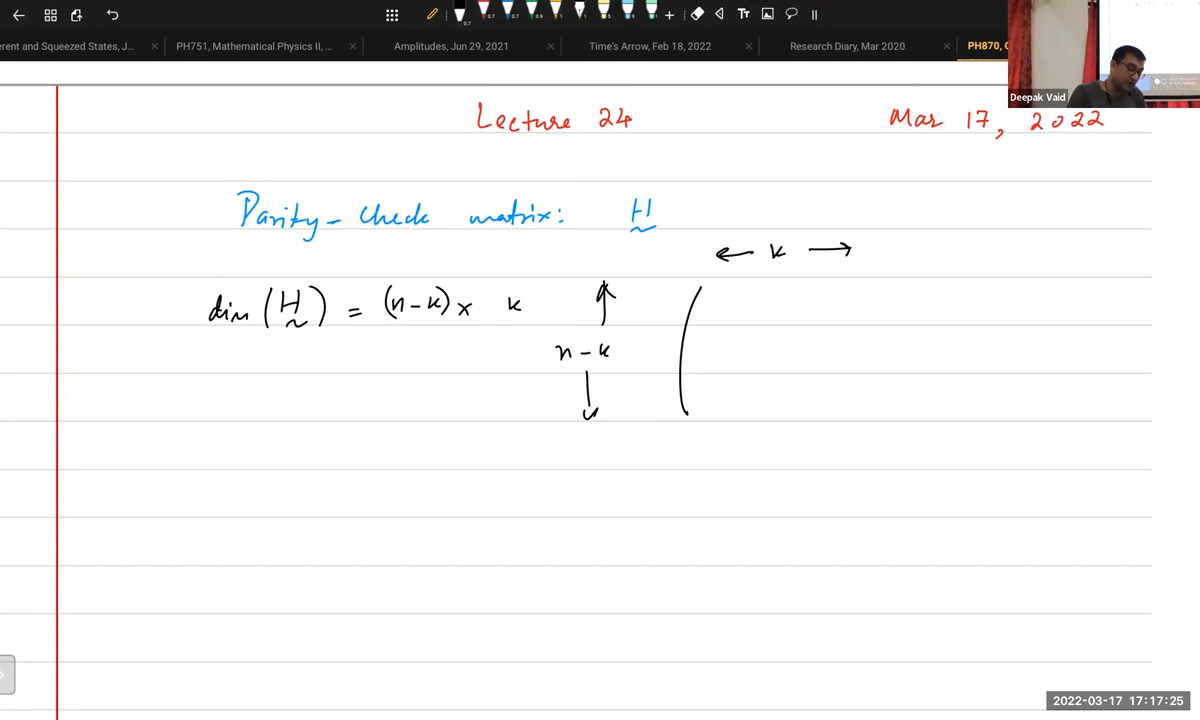 erent and Squeezed States, J... PH751, Mathematical Physics II, ... Amplitudes, Jun 29, 2021 Time's Arrow, Feb 18, 2022 Research Diary, Mar 2020 PH870,
Deepak Vaid
Lecture 24 Mar 17, 2022
Parity-check matrix: H
← k →
dim (H) = (n-k) x k
n-k
2022-03-17 17:17:25